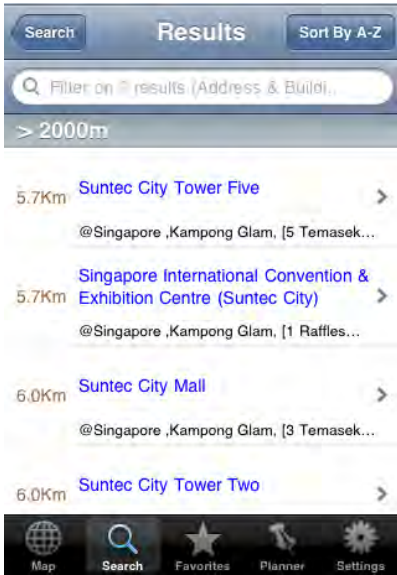 Search
Results
Sort By A-Z
Filter on results (Address & Buildi...
> 2000m
Suntec City Tower Five
5.7Km
@Singapore ,Kampong Glam, [5 Temasek...
Singapore International Convention &
5.7Km Exhibition Centre (Suntec City)
@Singapore ,Kampong Glam, [1 Raffles...
Suntec City Mall
6.0Km
@Singapore ,Kampong Glam, [3 Temasek...
Suntec City Tower Two
6.0Km
Map Search Favorites Planner Settings